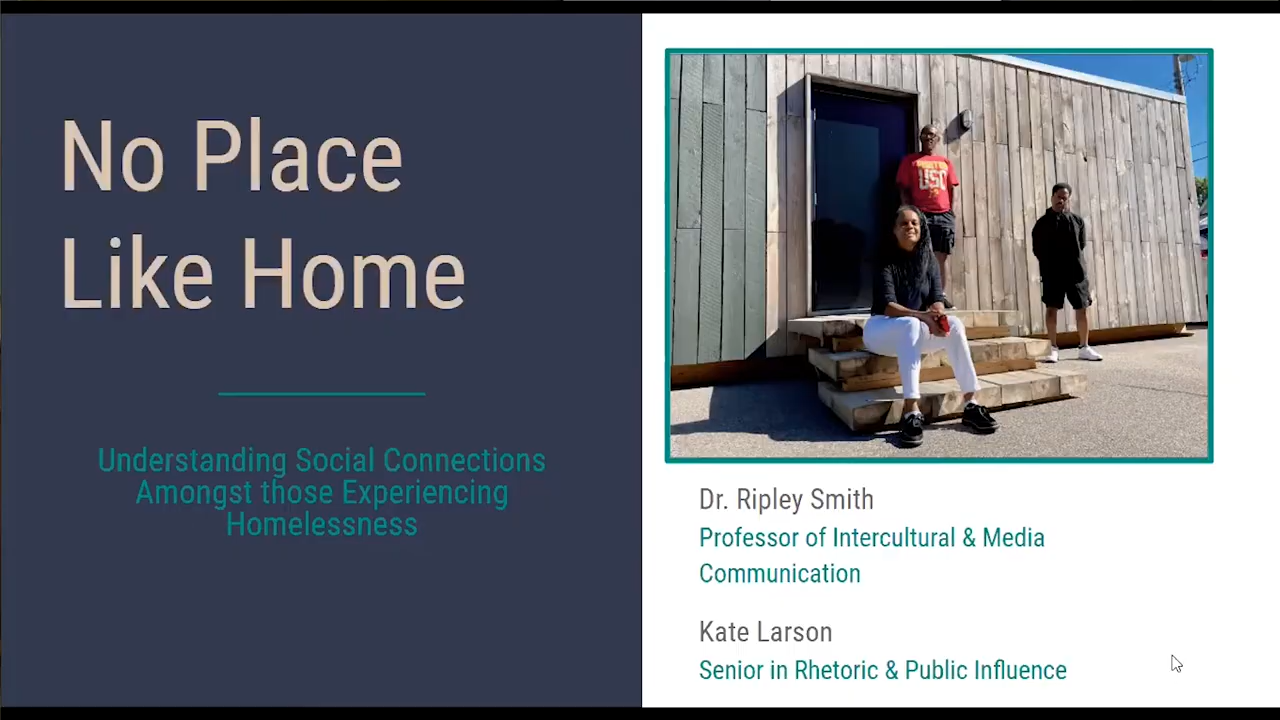 No Place
Like Home
Understanding Social Connections
Amongst those Experiencing
Homelessness
USC
Dr. Ripley Smith
Professor of Intercultural & Media
Communication
Kate Larson
Senior in Rhetoric & Public Influence